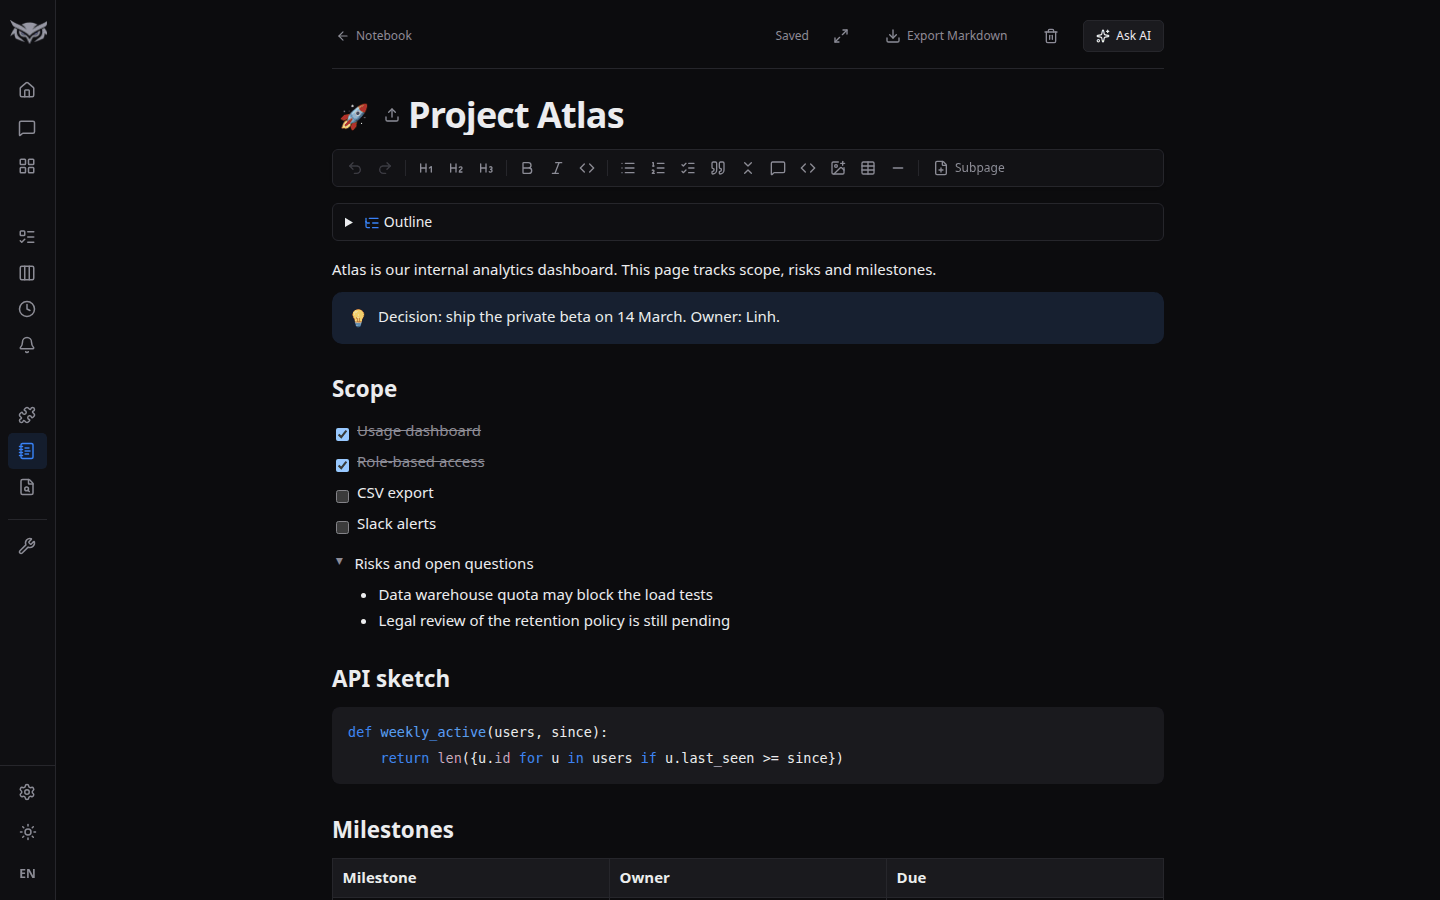 Notebook
Saved
Export Markdown
Ask AI
🚀 Project Atlas
H1 H2 H3 B I Subpage
Outline
Atlas is our internal analytics dashboard. This page tracks scope, risks and milestones.
💡 Decision: ship the private beta on 14 March. Owner: Linh.
Scope
Usage dashboard
Role-based access
CSV export
Slack alerts
Risks and open questions
• Data warehouse quota may block the load tests
• Legal review of the retention policy is still pending
API sketch
def weekly_active(users, since):
    return len({u.id for u in users if u.last_seen >= since})
Milestones
Milestone Owner Due
EN